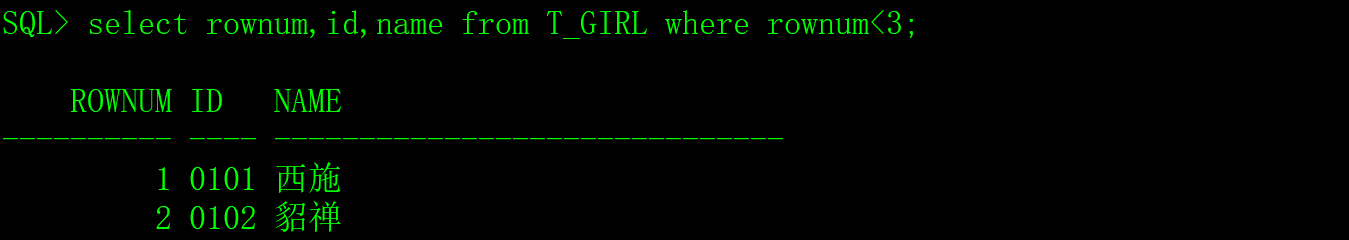 SQL> select rownum,id,name from T_GIRL where rownum<3;
ROWNUM ID   NAME
---------- ---- ------------------------------
1 0101 西施
2 0102 貂禅